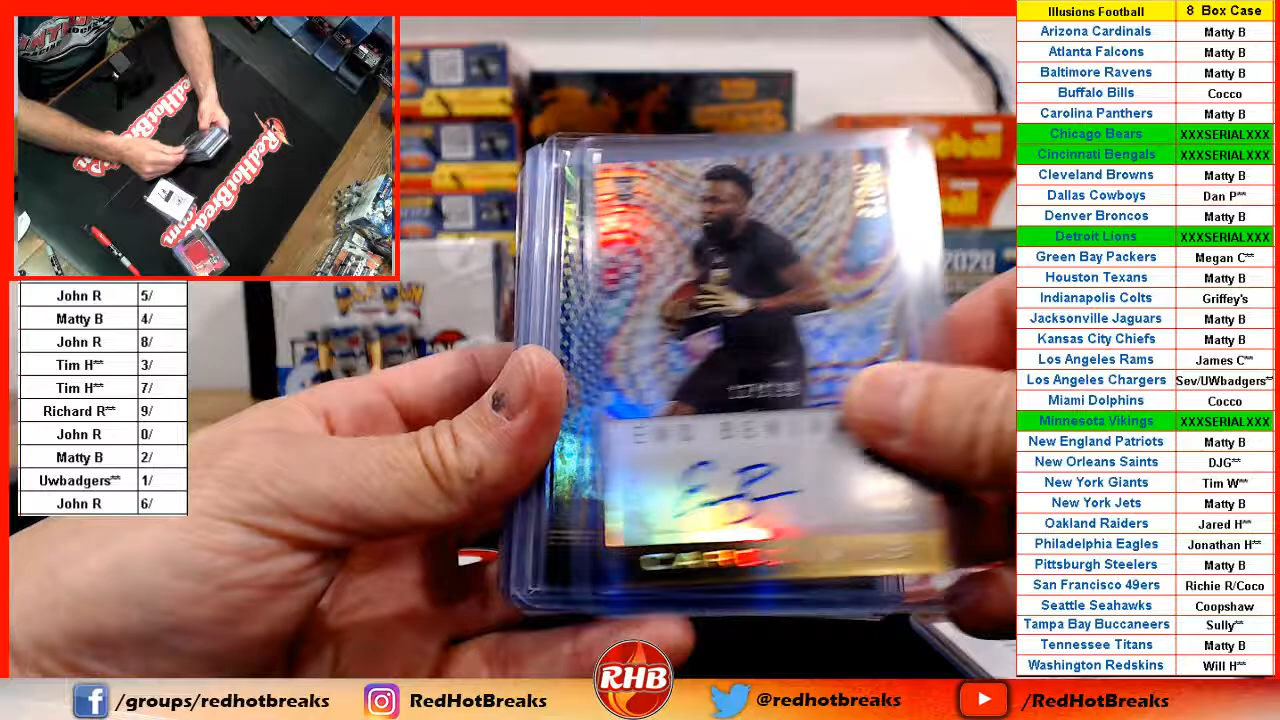 Illusions Football 8 Box Case
Arizona Cardinals Matty B
Atlanta Falcons Matty B
Baltimore Ravens Matty B
Buffalo Bills Cocco
Carolina Panthers Matty B
Chicago Bears XXXSERIALXXX
Cincinnati Bengals XXXSERIALXXX
Cleveland Browns Matty B
Dallas Cowboys Dan P**
Denver Broncos Matty B
Detroit Lions XXXSERIALXXX
Green Bay Packers Megan C**
Houston Texans Matty B
Indianapolis Colts Griffey's
Jacksonville Jaguars Matty B
Kansas City Chiefs Matty B
Los Angeles Rams James C**
Los Angeles Chargers Sev/UWbadgers**
Miami Dolphins Cocco
Minnesota Vikings XXXSERIALXXX
New England Patriots Matty B
New Orleans Saints DJG**
New York Giants Tim W**
New York Jets Matty B
Oakland Raiders Jared H**
Philadelphia Eagles Jonathan H**
Pittsburgh Steelers Matty B
San Francisco 49ers Richie R/Coco
Seattle Seahawks Coopshaw
Tampa Bay Buccaneers Sully**
Tennessee Titans Matty B
Washington Redskins Will H**
John R 5/
Matty B 4/
John R 8/
Tim H** 3/
Tim H** 7/
Richard R** 9/
John R 0/
Matty B 2/
Uwbadgers** 1/
John R 6/
RedHotBrea
RedHotBrea
2020
RHB
/groups/redhotbreaks
RedHotBreaks
@redhotbreaks
/RedHotBreaks